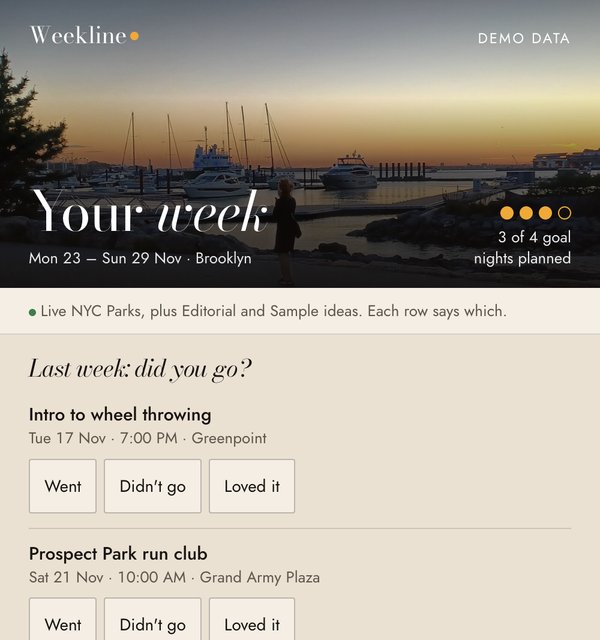 Weekline
DEMO DATA
Your week
Mon 23 – Sun 29 Nov · Brooklyn
3 of 4 goal
nights planned
Live NYC Parks, plus Editorial and Sample ideas. Each row says which.
Last week: did you go?
Intro to wheel throwing
Tue 17 Nov · 7:00 PM · Greenpoint
Went
Didn't go
Loved it
Prospect Park run club
Sat 21 Nov · 10:00 AM · Grand Army Plaza
Went
Didn't go
Loved it